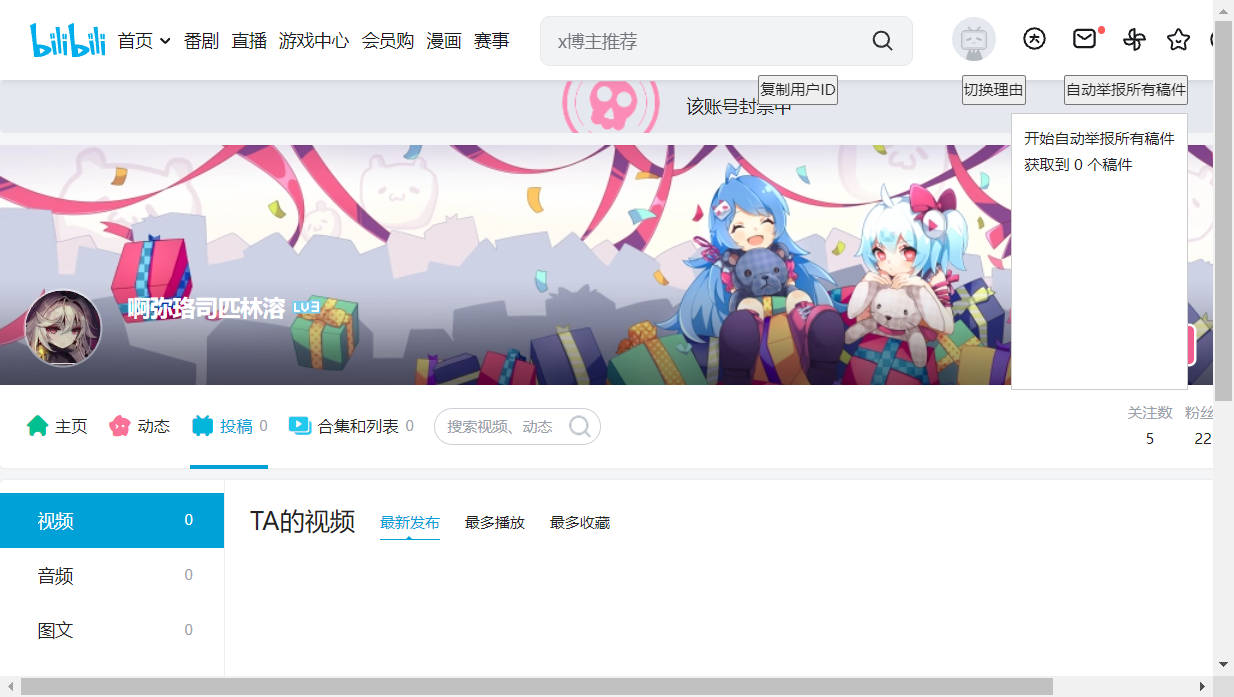 bilibili
首页 番剧 直播 游戏中心 会员购 漫画 赛事
x博主推荐
复制用户ID
切换理由
自动举报所有稿件
该账号封禁中
开始自动举报所有稿件
获取到 0 个稿件
啊弥珞司匹林溶 LV3
主页 动态 投稿 0 合集和列表 0
搜索视频、动态
关注数 粉丝
5 22
视频 0
音频 0
图文 0
TA的视频 最新发布 最多播放 最多收藏